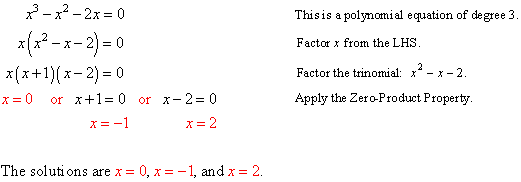 x³ − x² − 2x = 0 This is a polynomial equation of degree 3.
x(x² − x − 2) = 0 Factor x from the LHS.
x(x+1)(x−2) = 0 Factor the trinomial: x² − x − 2.
x = 0 or x+1 = 0 or x−2 = 0 Apply the Zero-Product Property.
x = −1 x = 2
The solutions are x = 0, x = −1, and x = 2.